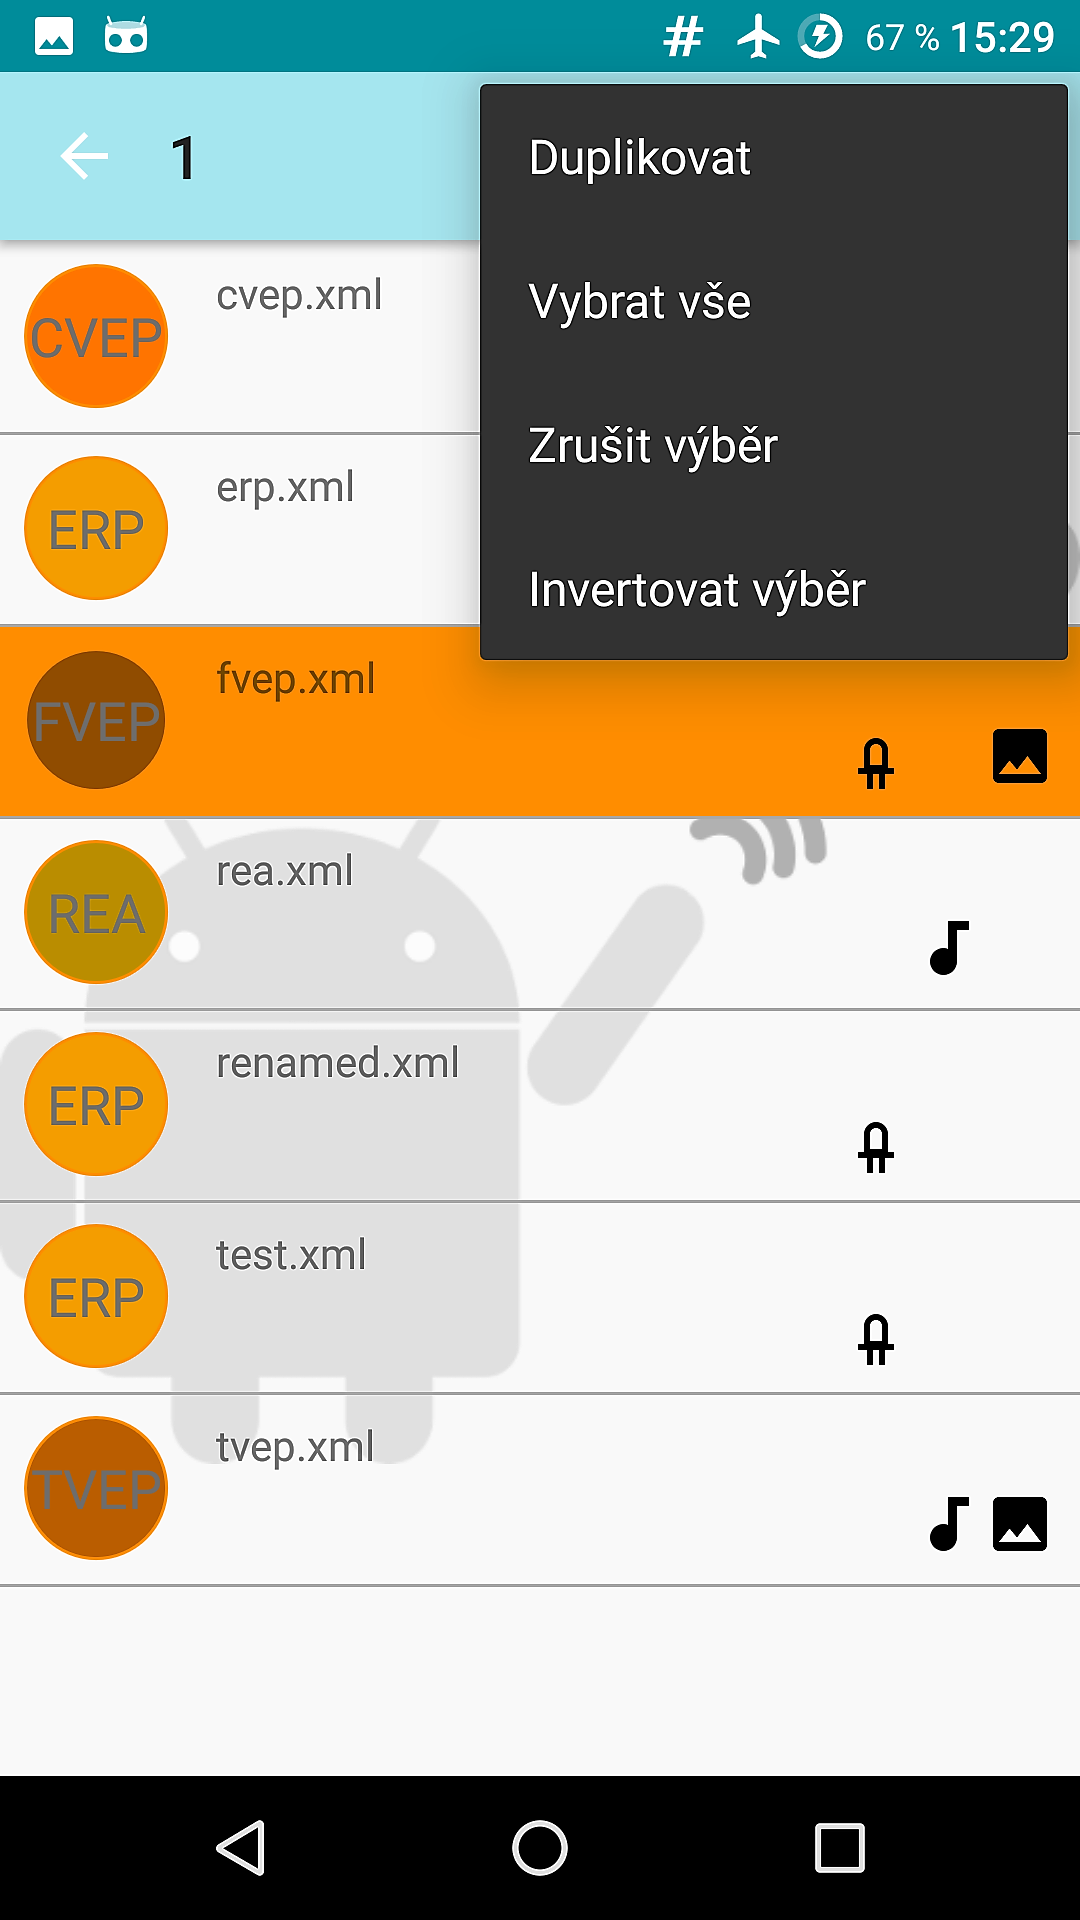 67 % 15:29
1
Duplikovat
Vybrat vše
Zrušit výběr
Invertovat výběr
CVEP
cvep.xml
ERP
erp.xml
FVEP
fvep.xml
REA
rea.xml
ERP
renamed.xml
ERP
test.xml
TVEP
tvep.xml